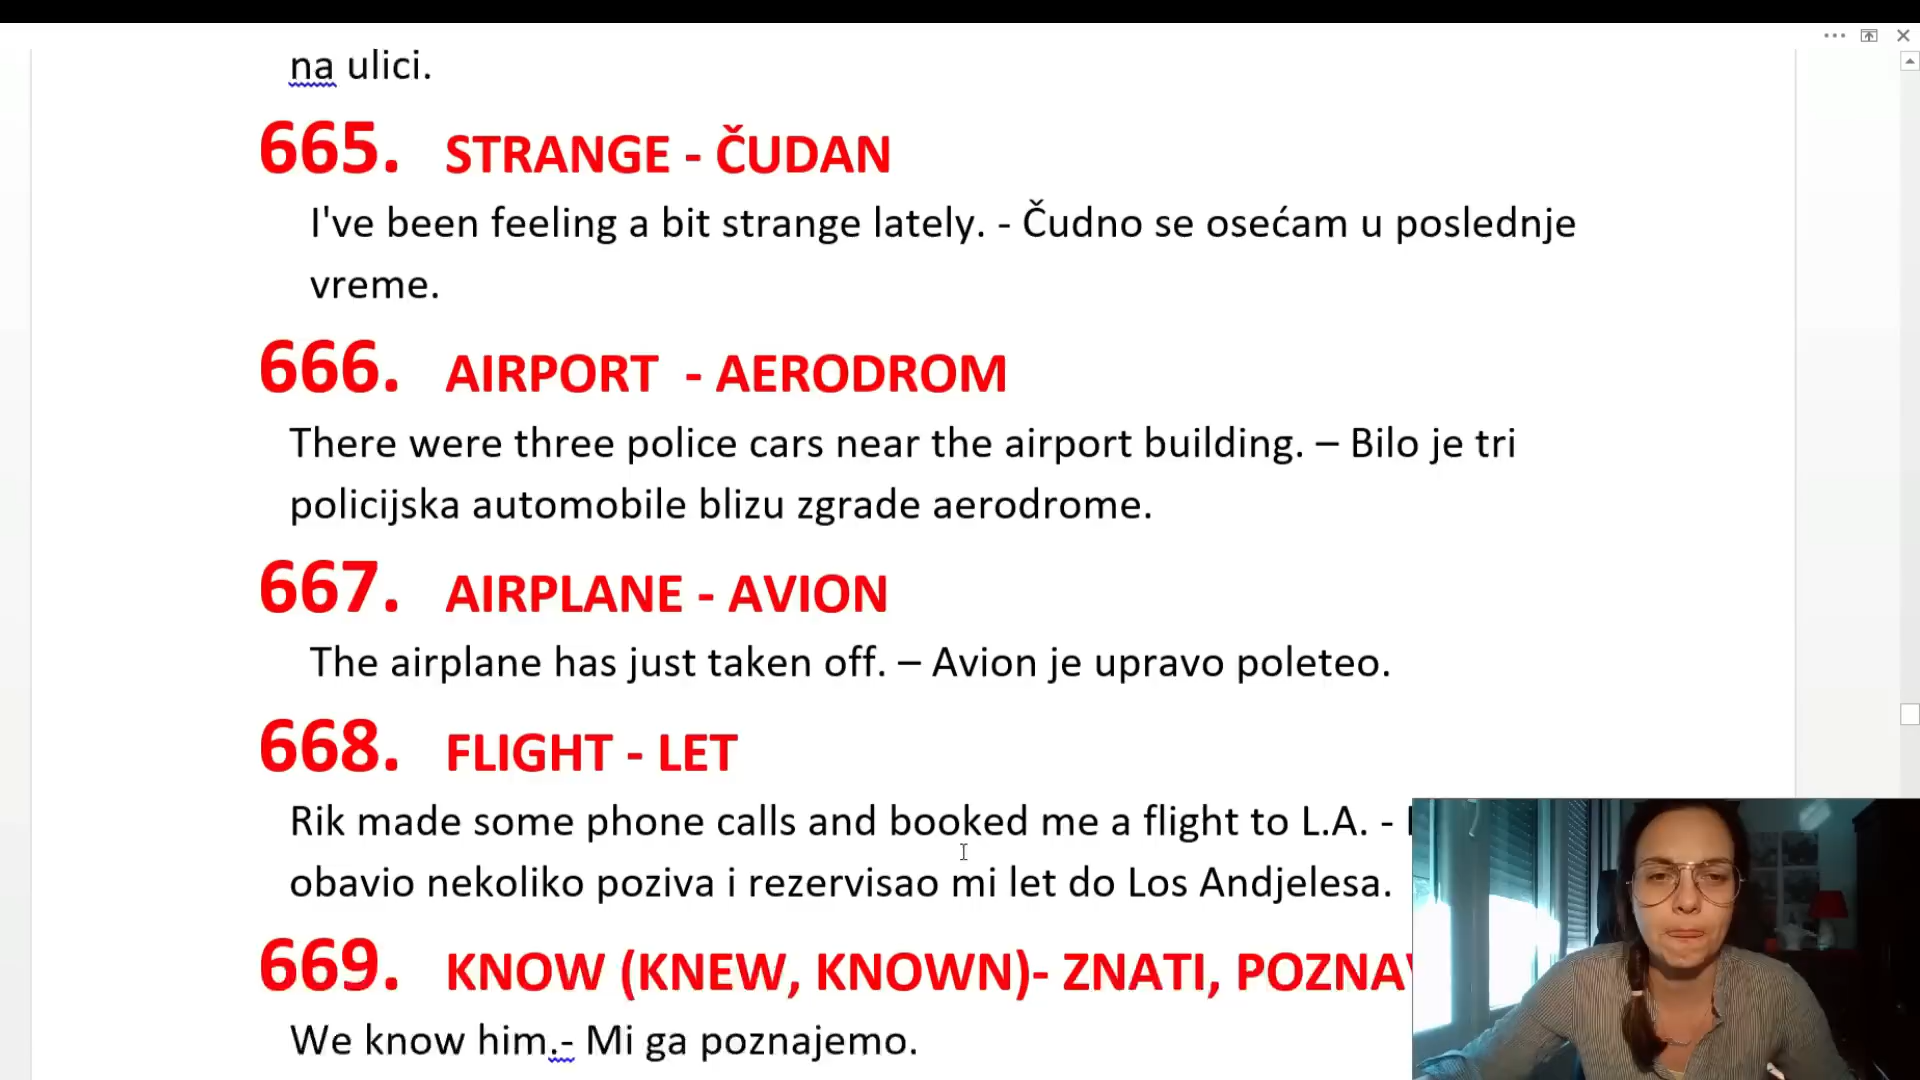 na ulici.
665. STRANGE - ČUDAN
I've been feeling a bit strange lately. - Čudno se osećam u poslednje
vreme.
666. AIRPORT - AERODROM
There were three police cars near the airport building. – Bilo je tri
policijska automobile blizu zgrade aerodrome.
667. AIRPLANE - AVION
The airplane has just taken off. – Avion je upravo poleteo.
668. FLIGHT - LET
Rik made some phone calls and booked me a flight to L.A. -
obavio nekoliko poziva i rezervisao mi let do Los Andjelesa.
669. KNOW (KNEW, KNOWN)- ZNATI,
We know him.- Mi ga poznajemo.